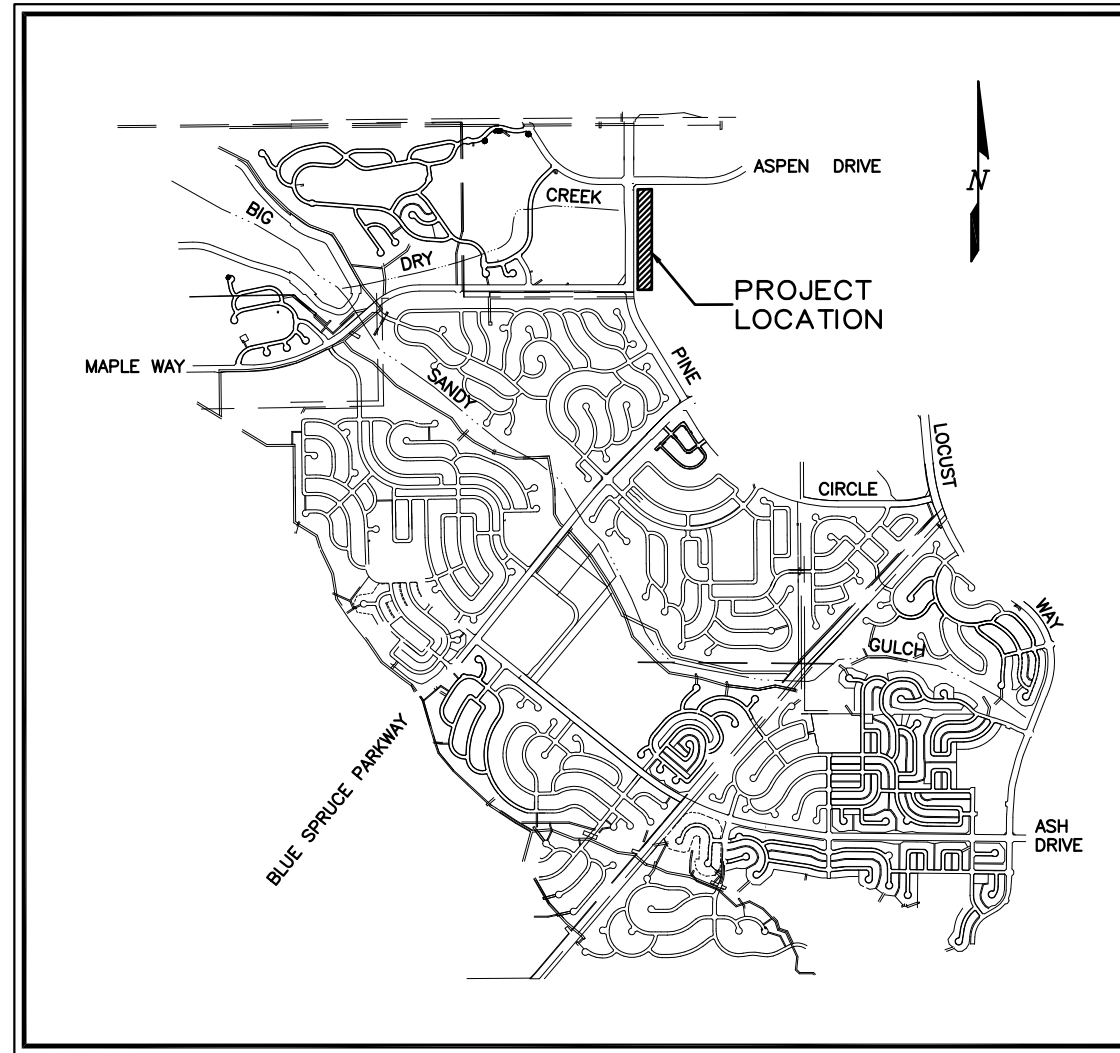 ASPEN DRIVE
N
CREEK
BIG
DRY
PROJECT
LOCATION
MAPLE WAY
SANDY
PINE
LOCUST
CIRCLE
WAY
GULCH
BLUE SPRUCE PARKWAY
ASH
DRIVE